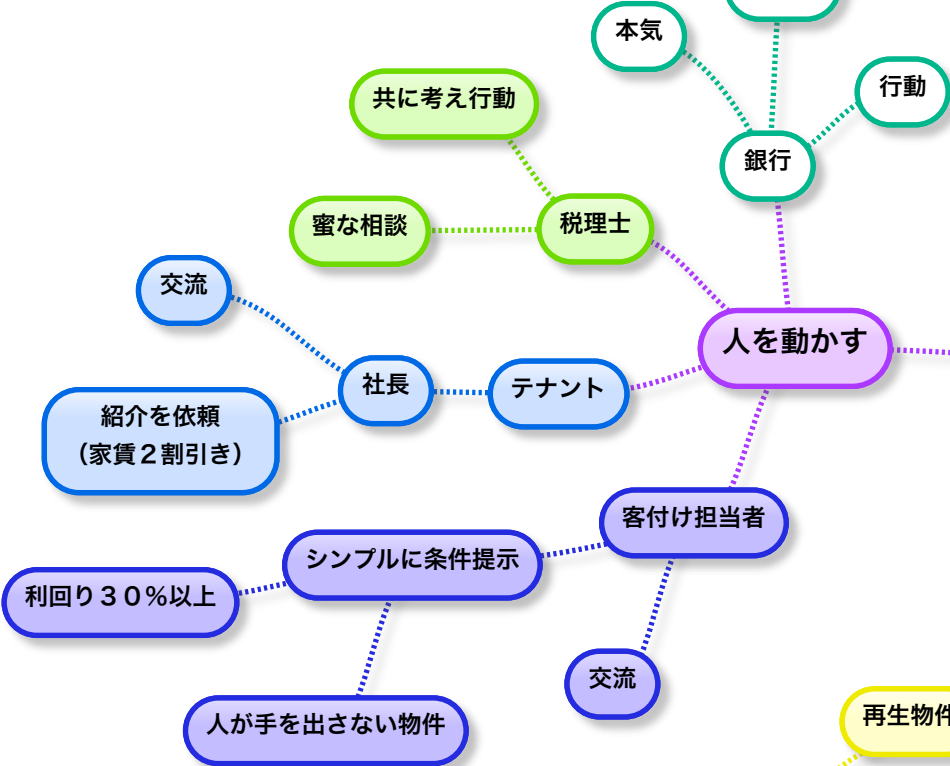 本気
行動
共に考え行動
銀行
蜜な相談
税理士
交流
人を動かす
社長
テナント
紹介を依頼
（家賃２割引き）
客付け担当者
シンプルに条件提示
利回り３０％以上
交流
人が手を出さない物件
再生物件